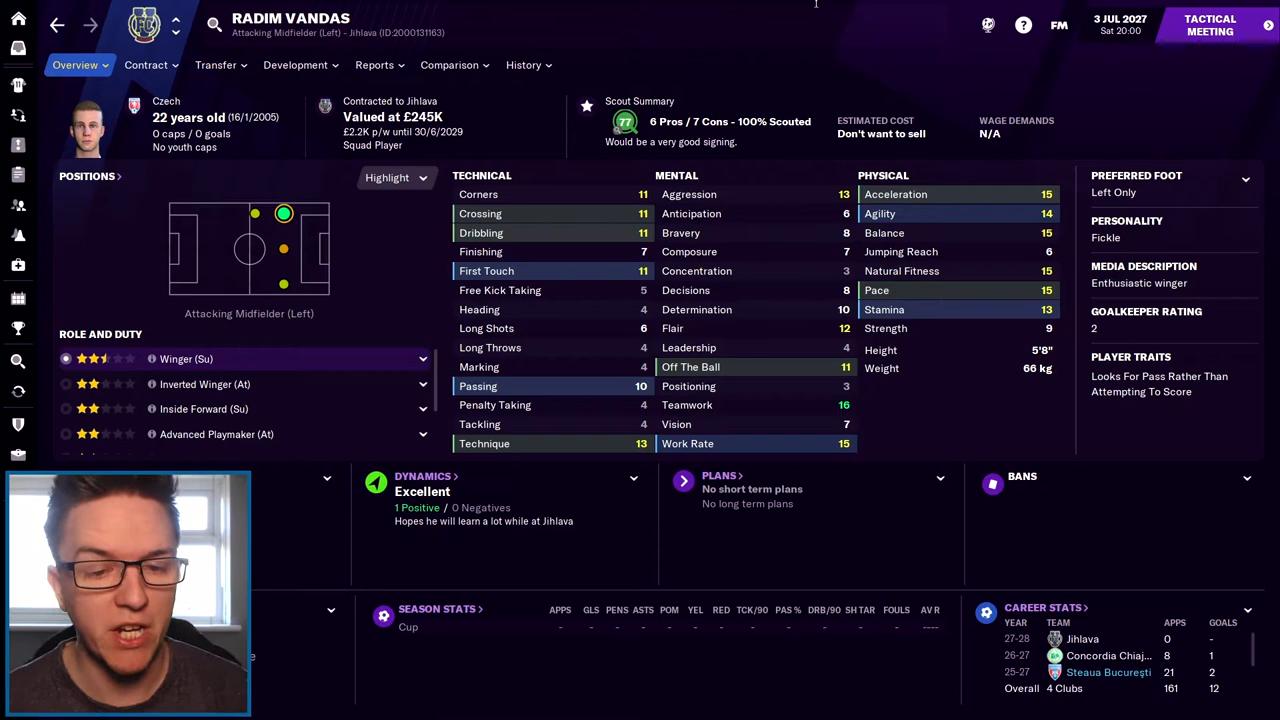 RADIM VANDAS
Attacking Midfielder (Left) - Jihlava (ID:2000131163)
FM
3 JUL 2027
Sat 20:00
TACTICAL MEETING
Overview
Contract
Transfer
Development
Reports
Comparison
History
Czech
22 years old (16/1/2005)
0 caps / 0 goals
No youth caps
Contracted to Jihlava
Valued at £245K
£2.2K p/w until 30/6/2029
Squad Player
Scout Summary
77
6 Pros / 7 Cons - 100% Scouted
Would be a very good signing.
ESTIMATED COST
Don't want to sell
WAGE DEMANDS
N/A
POSITIONS
Highlight
Attacking Midfielder (Left)
ROLE AND DUTY
Winger (Su)
Inverted Winger (At)
Inside Forward (Su)
Advanced Playmaker (At)
TECHNICAL
Corners 11
Crossing 11
Dribbling 11
Finishing 7
First Touch 11
Free Kick Taking 5
Heading 4
Long Shots 6
Long Throws 4
Marking 4
Passing 10
Penalty Taking 4
Tackling 4
Technique 13
MENTAL
Aggression 13
Anticipation 6
Bravery 8
Composure 7
Concentration 3
Decisions 8
Determination 10
Flair 12
Leadership 4
Off The Ball 11
Positioning 3
Teamwork 16
Vision 7
Work Rate 15
PHYSICAL
Acceleration 15
Agility 14
Balance 15
Jumping Reach 6
Natural Fitness 15
Pace 15
Stamina 13
Strength 9
Height 5'8"
Weight 66 kg
PREFERRED FOOT
Left Only
PERSONALITY
Fickle
MEDIA DESCRIPTION
Enthusiastic winger
GOALKEEPER RATING
2
PLAYER TRAITS
Looks For Pass Rather Than
Attempting To Score
DYNAMICS
Excellent
1 Positive / 0 Negatives
Hopes he will learn a lot while at Jihlava
PLANS
No short term plans
No long term plans
BANS
SEASON STATS
APPS GLS PENS ASTS POM YEL RED TCK/90 PAS % DRB/90 SH TAR FOULS AV R
Cup - - - - - - - - - - - - ----
CAREER STATS
YEAR TEAM APPS GOALS
27-28 Jihlava 0 -
26-27 Concordia Chiaj... 8 1
25-27 Steaua Bucureşti 21 2
Overall 4 Clubs 161 12